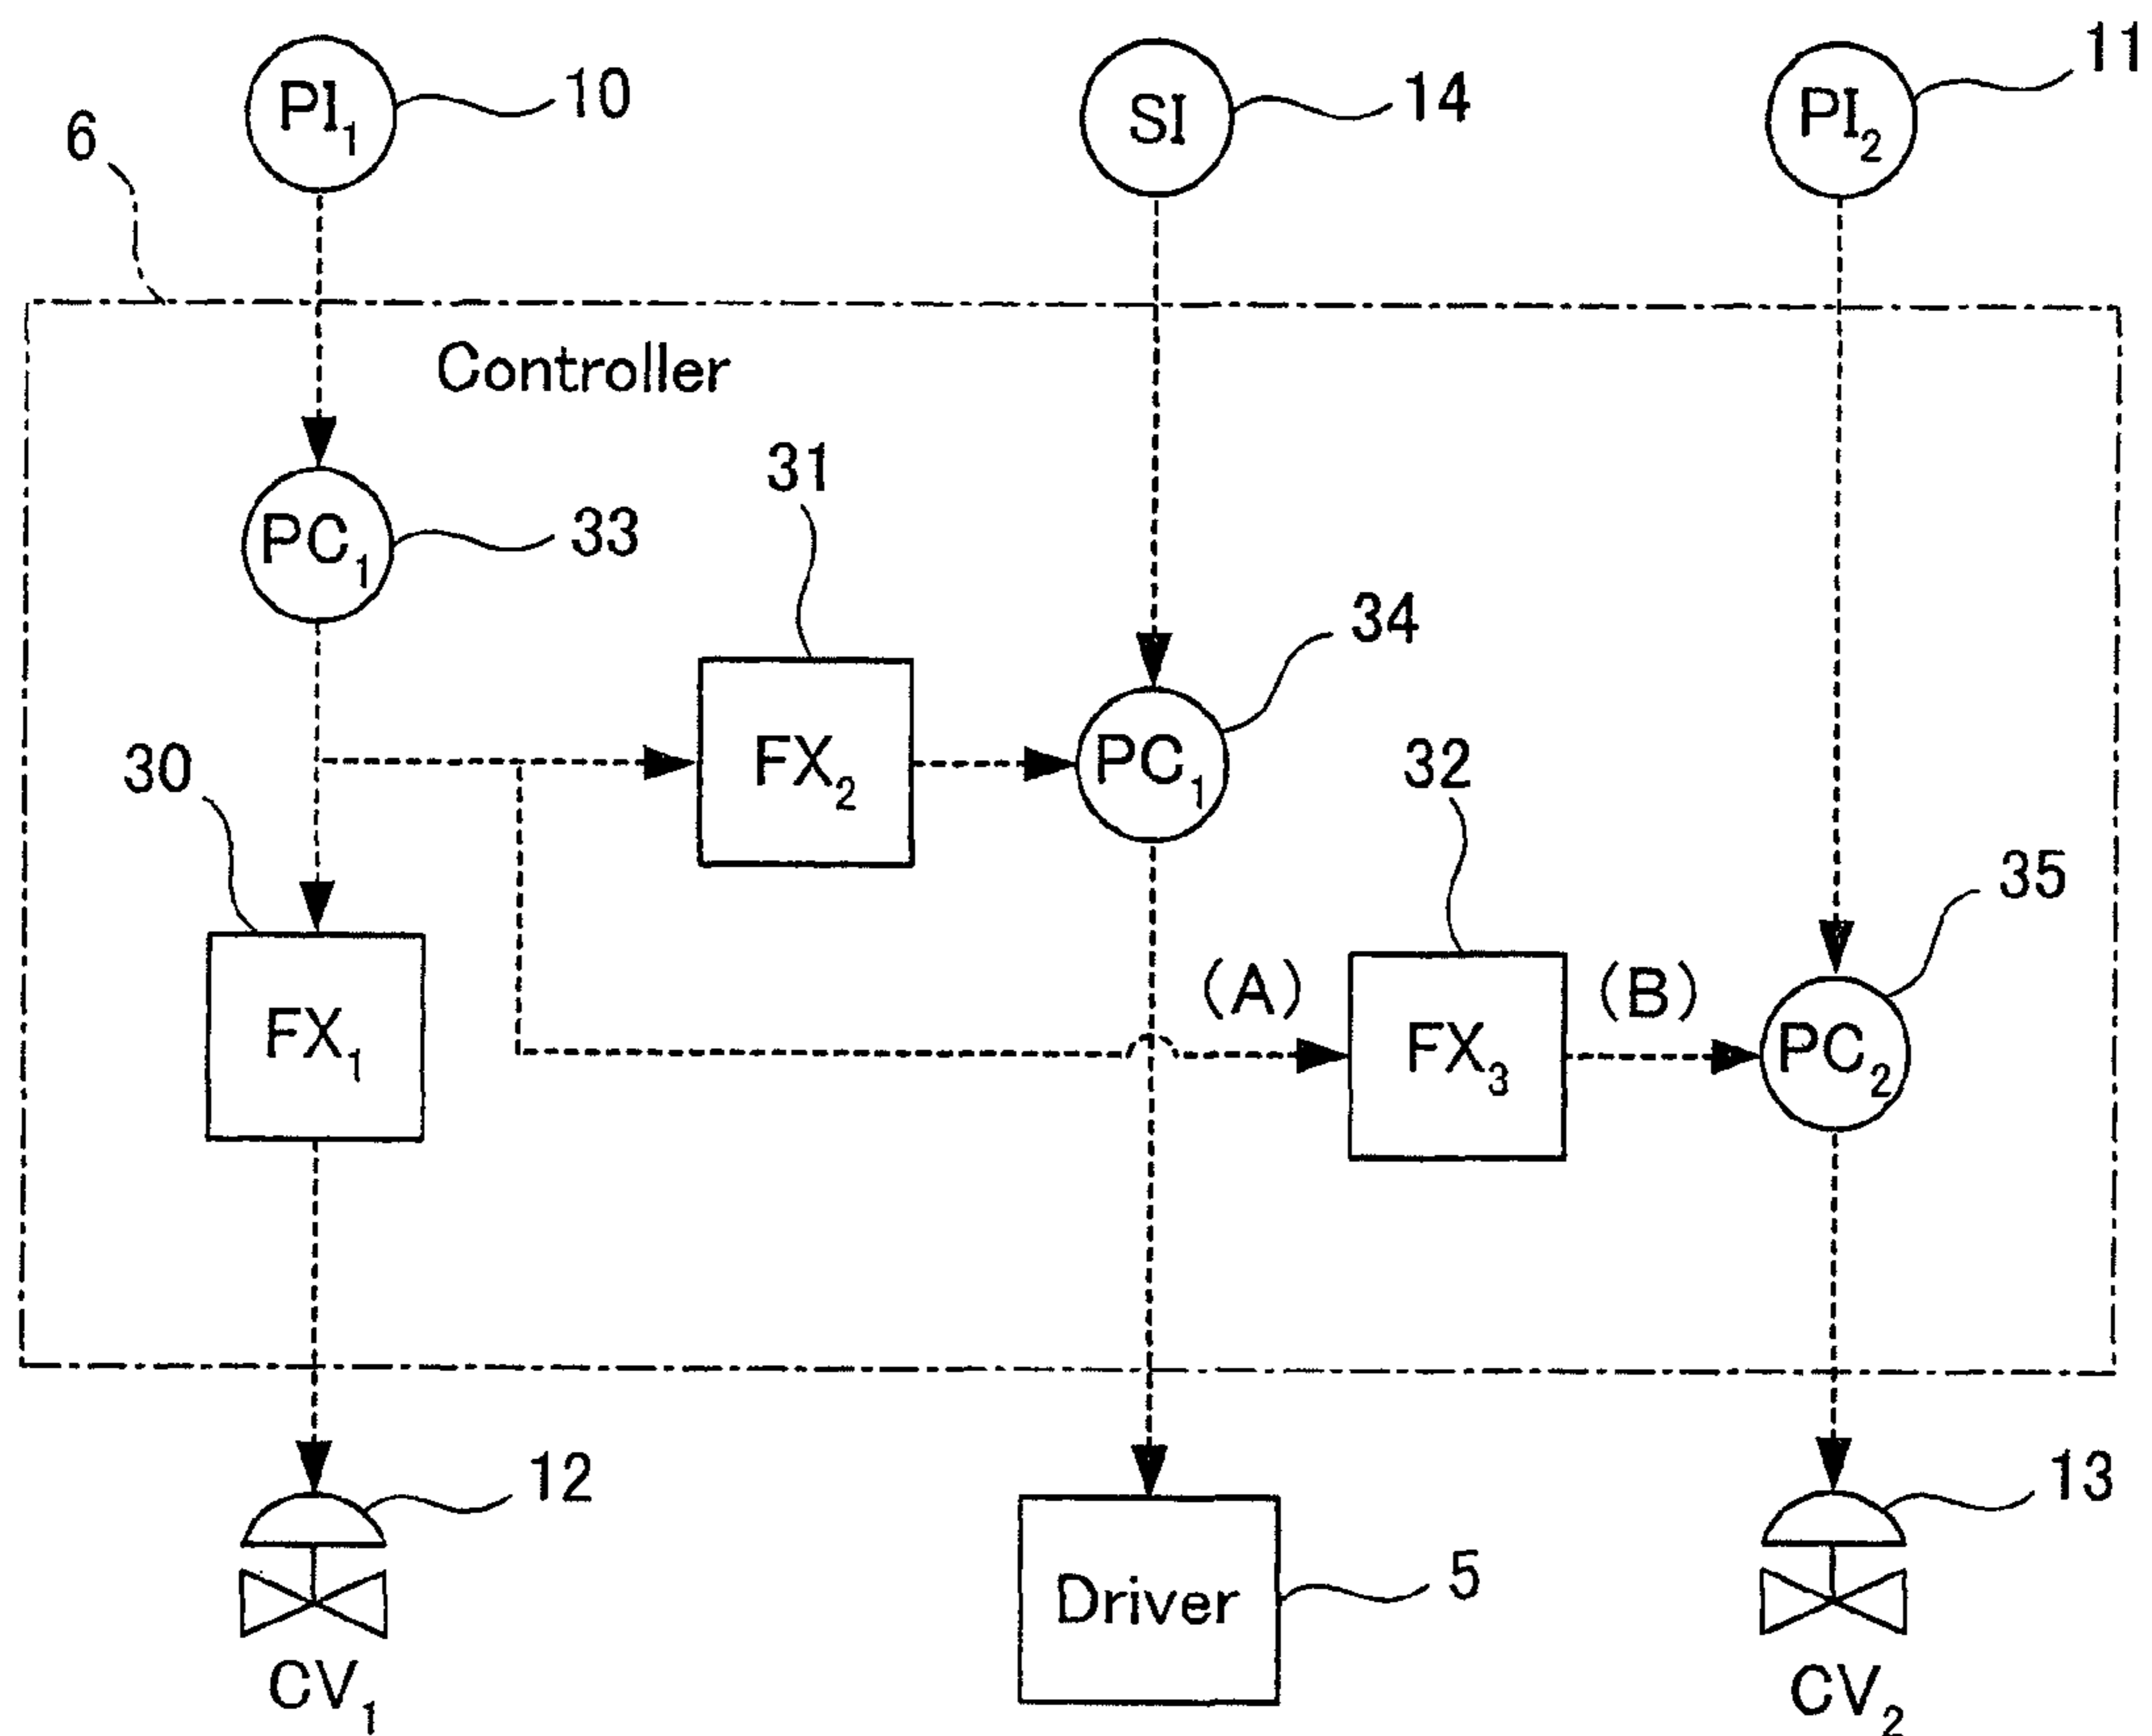 PI₁
10
SI
14
PI₂
11
6
Controller
PC₁
33
31
34
FX₂
PC₁
30
32
35
FX₁
(A)
FX₃
(B)
PC₂
12
13
Driver
5
CV₁
CV₂